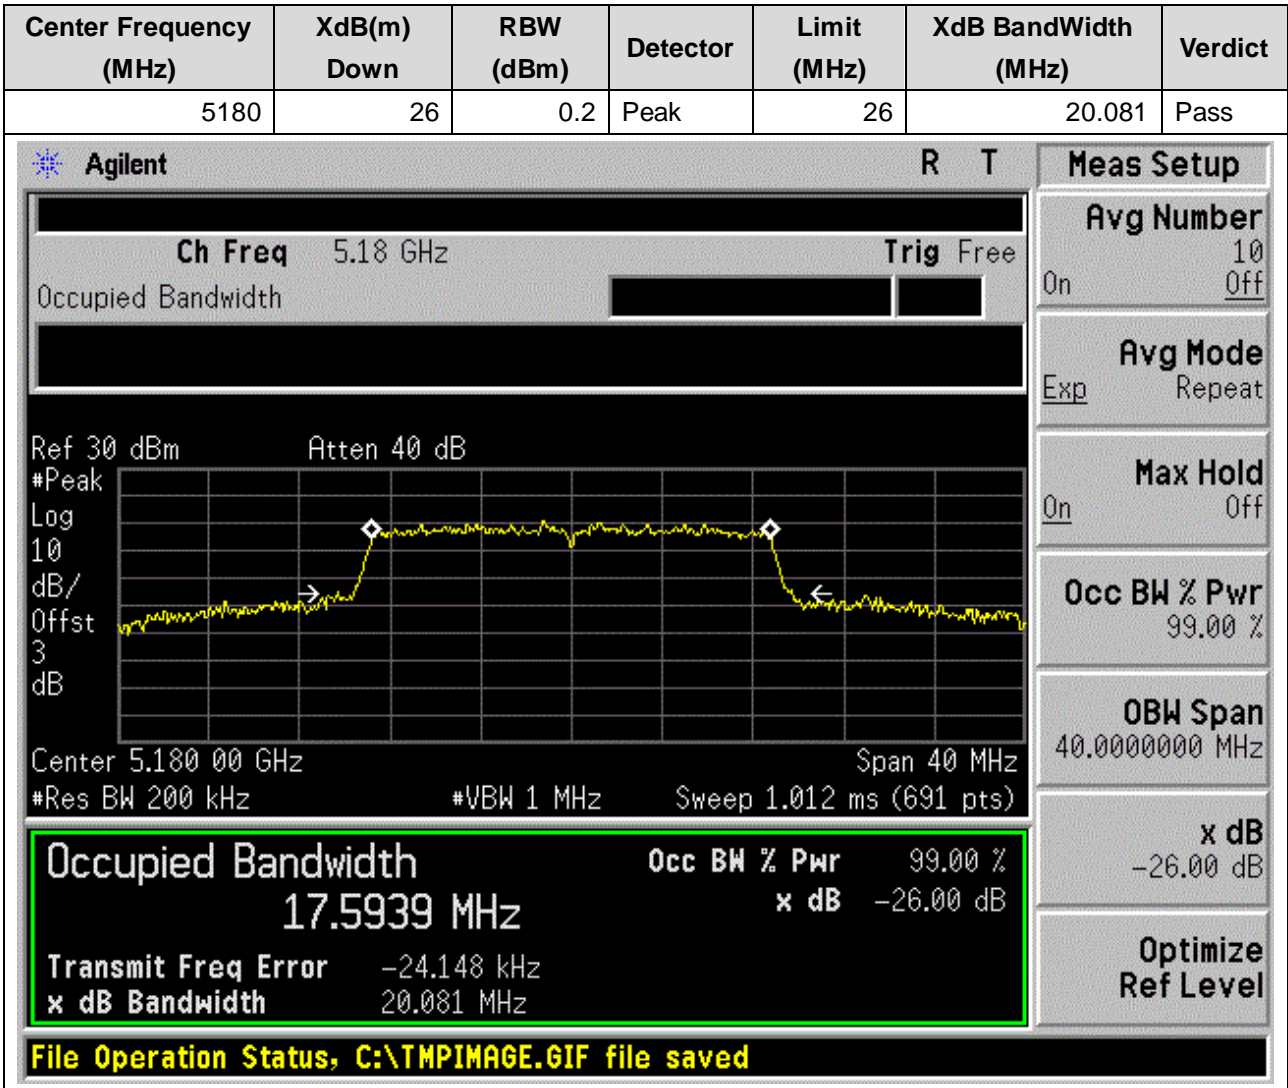 Center Frequency (MHz) XdB(m) Down RBW (dBm) Detector Limit (MHz) XdB BandWidth (MHz) Verdict
5180 26 0.2 Peak 26 20.081 Pass
Agilent R T
Ch Freq 5.18 GHz Trig Free
Occupied Bandwidth
Ref 30 dBm Atten 40 dB
#Peak
Log
10
dB/
Offst
3
dB
Center 5.180 00 GHz Span 40 MHz
#Res BW 200 kHz #VBW 1 MHz Sweep 1.012 ms (691 pts)
Occupied Bandwidth Occ BW % Pwr 99.00 %
17.5939 MHz x dB -26.00 dB
Transmit Freq Error -24.148 kHz
x dB Bandwidth 20.081 MHz
File Operation Status, C:\TMPIMAGE.GIF file saved
Meas Setup
Avg Number
10
On Off
Avg Mode
Exp Repeat
Max Hold
On Off
Occ BW % Pwr
99.00 %
OBW Span
40.0000000 MHz
x dB
-26.00 dB
Optimize
Ref Level